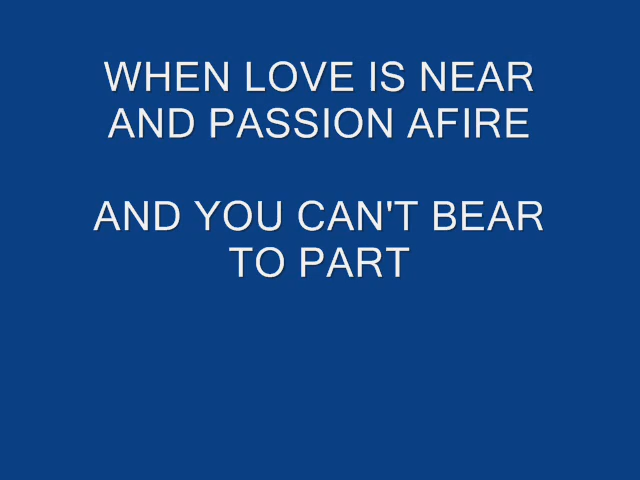 WHEN LOVE IS NEAR
AND PASSION AFIRE
AND YOU CAN'T BEAR
TO PART